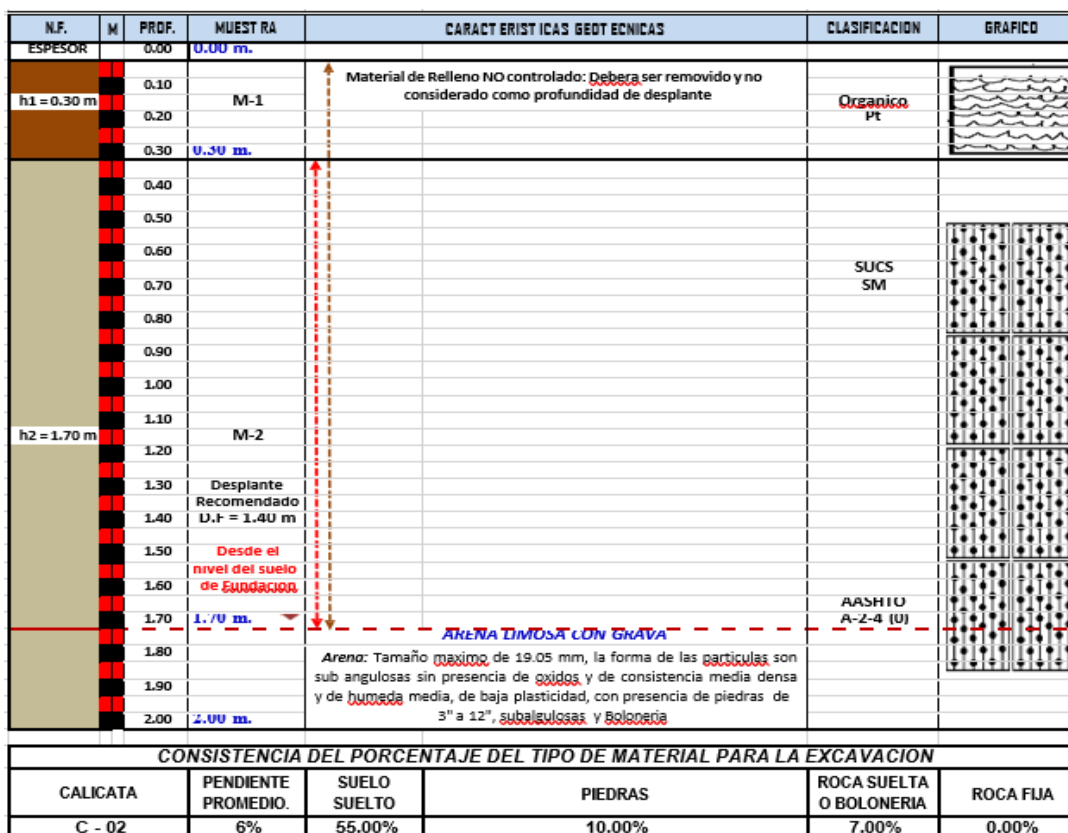 N.F. M PROF. MUESTRA CARACTERISTICAS GEOTECNICAS CLASIFICACION GRAFICO
ESPESOR 0.00 0.00 m.
Material de Relleno NO controlado: Debera ser removido y no
0.10
considerado como profundidad de desplante
h1 = 0.30 m M-1 Organico
0.20 Pt
0.30 0.30 m.
0.40
0.50
0.60
SUCS
0.70 SM
0.80
0.90
1.00
1.10
h2 = 1.70 m M-2
1.20
1.30 Desplante
Recomendado
1.40 D.F = 1.40 m
1.50 Desde el
nivel del suelo
1.60 de Fundacion
AASHTO
1.70 1.70 m. A-2-4 (0)
ARENA LIMOSA CON GRAVA
1.80 Arena: Tamaño maximo de 19.05 mm, la forma de las particulas son
sub angulosas sin presencia de oxidos y de consistencia media densa
1.90 y de humeda media, de baja plasticidad, con presencia de piedras de
2.00 2.00 m. 3" a 12", subalgulosas y Boloneria
CONSISTENCIA DEL PORCENTAJE DEL TIPO DE MATERIAL PARA LA EXCAVACION
CALICATA PENDIENTE PROMEDIO. SUELO SUELTO PIEDRAS ROCA SUELTA O BOLONERIA ROCA FIJA
C - 02 6% 55.00% 10.00% 7.00% 0.00%